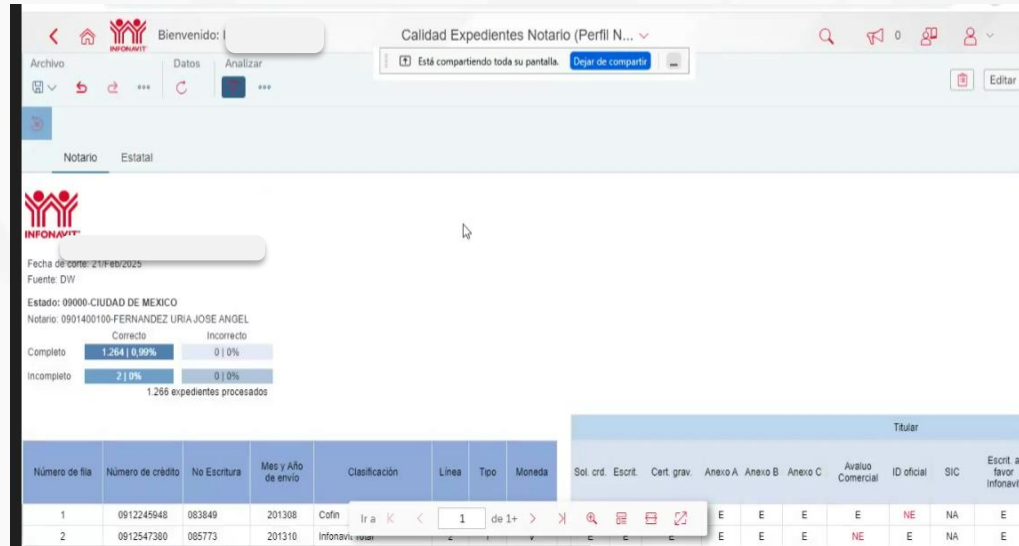 INFONAVIT
Bienvenido:
Calidad Expedientes Notario (Perfil N...
0
Archivo
Datos
Analizar
Está compartiendo toda su pantalla. Dejar de compartir
Editar
Notario Estatal
INFONAVIT
Fecha de corte: 21/Feb/2025
Fuente: DW
Estado: 09000-CIUDAD DE MEXICO
Notario: 0901400100-FERNANDEZ URIA JOSE ANGEL
Correcto Incorrecto
Completo 1.264 | 0,99% 0 | 0%
Incompleto 2 | 0% 0 | 0%
1.266 expedientes procesados
Titular
Número de fila Número de crédito No Escritura Mes y Año de envío Clasificación Línea Tipo Moneda Sol. crd. Escrit. Cert. grav. Anexo A Anexo B Anexo C Avaluo Comercial ID oficial SIC Escrit. a favor Infonavit
1 0912245948 083849 201308 Cofin E E E E NE NA E
Ir a 1 de 1+
2 0912547380 085773 201310 Infonavit Total 2 E E E E E E NE E NA E